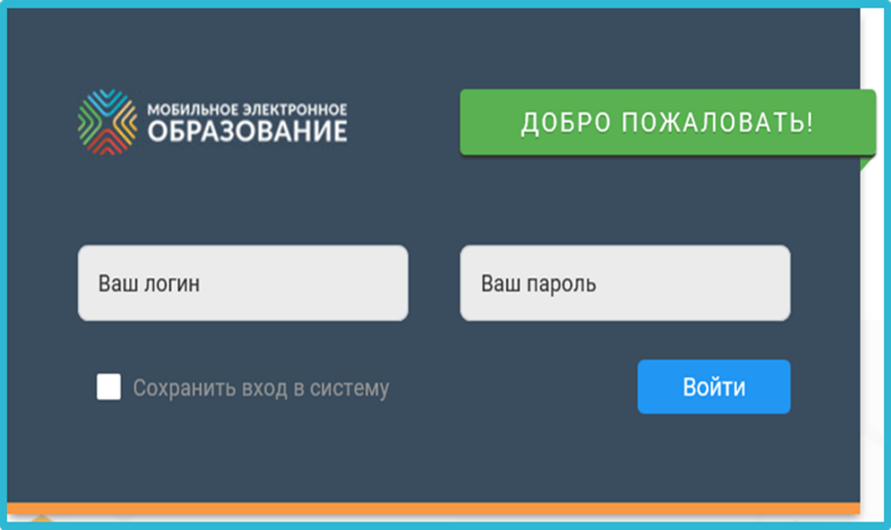 МОБИЛЬНОЕ ЭЛЕКТРОННОЕ
ОБРАЗОВАНИЕ
ДОБРО ПОЖАЛОВАТЬ!
Ваш логин
Ваш пароль
Сохранить вход в систему
Войти